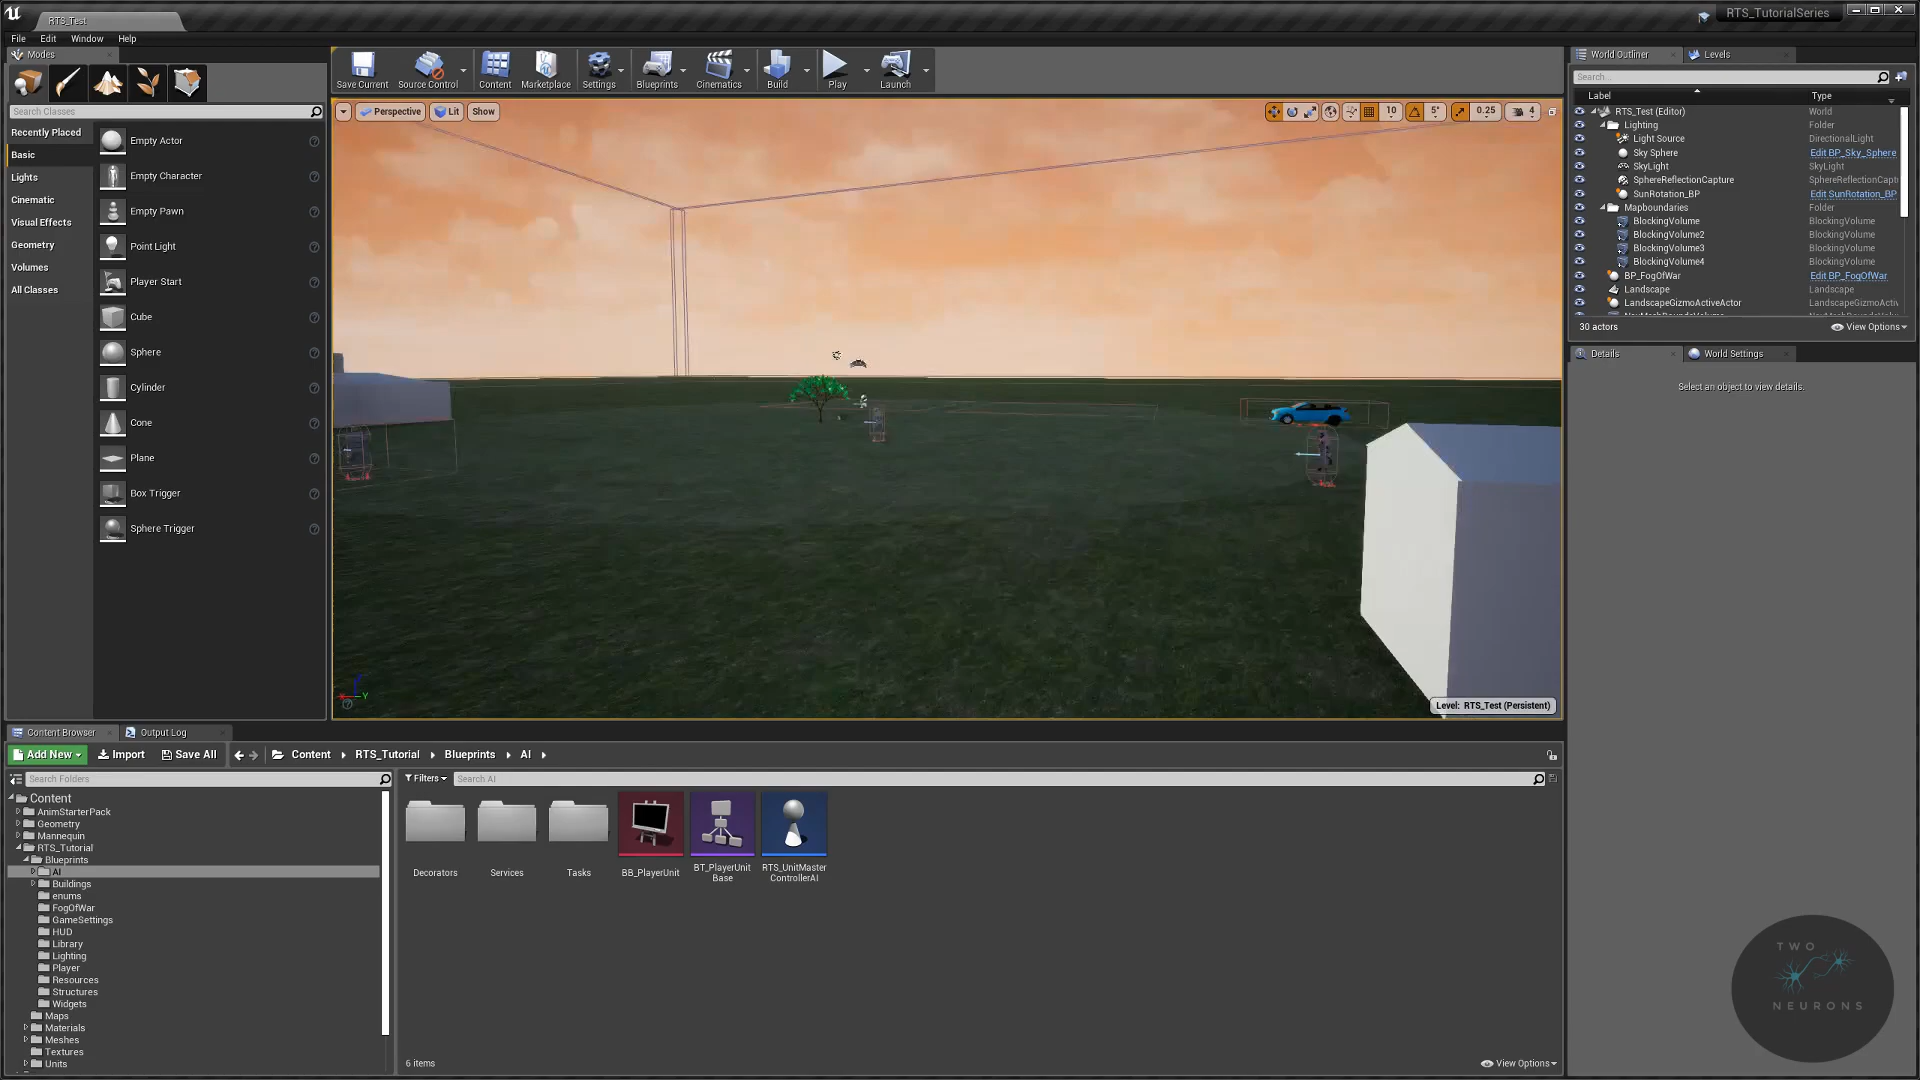 RTS_Test
RTS_TutorialSeries
File Edit Window Help
Modes
Search Classes
Recently Placed
Basic
Lights
Cinematic
Visual Effects
Geometry
Volumes
All Classes
Empty Actor
Empty Character
Empty Pawn
Point Light
Player Start
Cube
Sphere
Cylinder
Cone
Plane
Box Trigger
Sphere Trigger
Save Current Source Control Content Marketplace Settings Blueprints Cinematics Build Play Launch
Perspective Lit Show
10 5° 0.25 4
Level: RTS_Test (Persistent)
World Outliner Levels
Search...
Label Type
RTS_Test (Editor) World
Lighting Folder
Light Source DirectionalLight
Sky Sphere Edit BP_Sky_Sphere
SkyLight SkyLight
SphereReflectionCapture SphereReflectionCapt
SunRotation_BP Edit SunRotation_BP
Mapboundaries Folder
BlockingVolume BlockingVolume
BlockingVolume2 BlockingVolume
BlockingVolume3 BlockingVolume
BlockingVolume4 BlockingVolume
BP_FogOfWar Edit BP_FogOfWar
Landscape Landscape
LandscapeGizmoActiveActor LandscapeGizmoActiv
30 actors View Options
Details World Settings
Select an object to view details.
Content Browser Output Log
Add New Import Save All Content RTS_Tutorial Blueprints AI
Search Folders
Filters Search AI
Content
AnimStarterPack
Geometry
Mannequin
RTS_Tutorial
Blueprints
AI
Buildings
enums
FogOfWar
GameSettings
HUD
Library
Lighting
Player
Resources
Structures
Widgets
Maps
Materials
Meshes
Textures
Units
Decorators
Services
Tasks
BB_PlayerUnit
BT_PlayerUnit
Base
RTS_UnitMaster
ControllerAI
6 items View Options
TWO
NEURONS